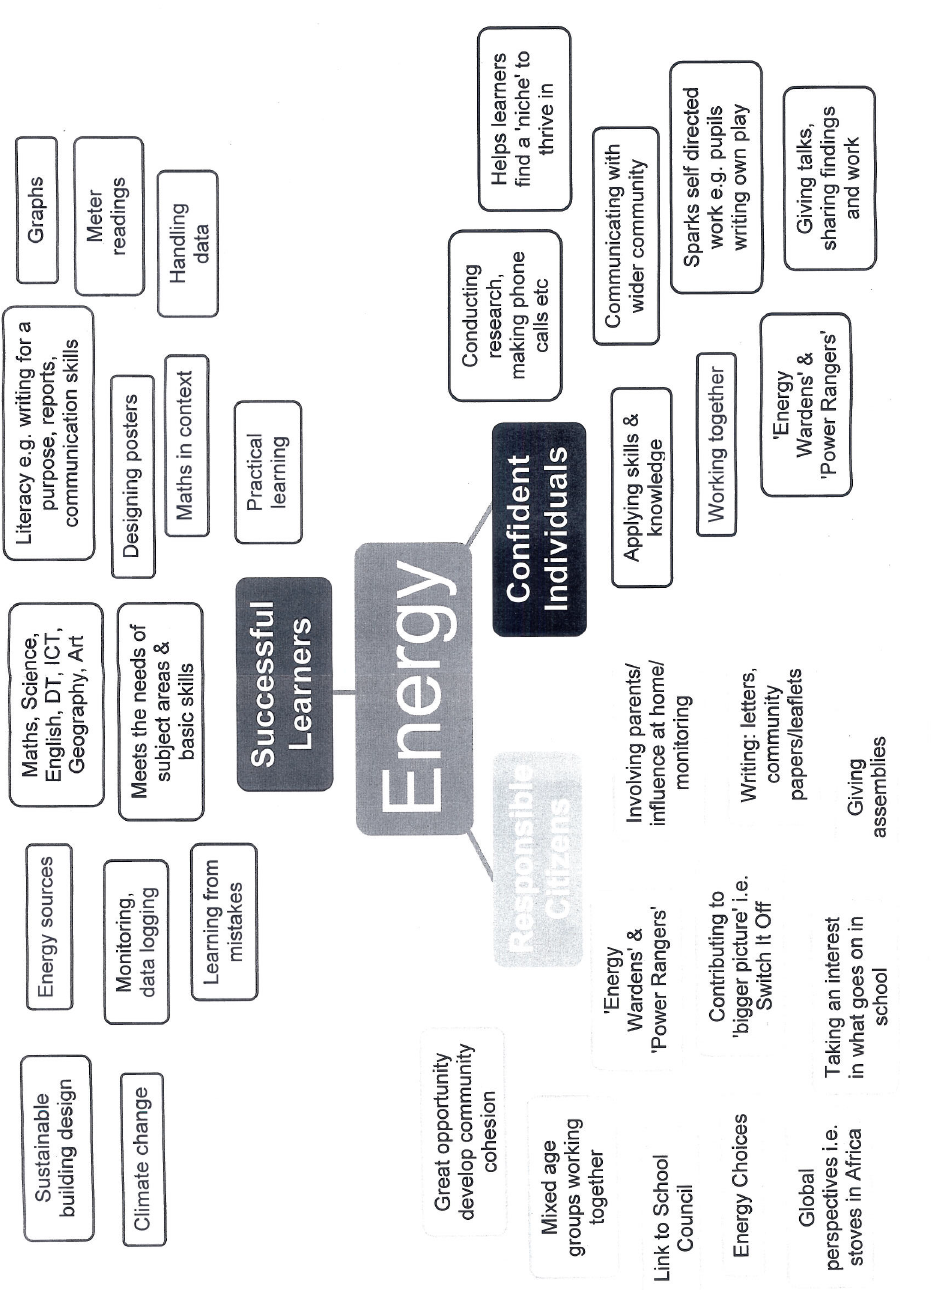 Sustainable
building design
Climate change
Energy sources
Monitoring,
data logging
Learning from
mistakes
Maths, Science,
English, DT, ICT,
Geography, Art
Meets the needs of
subject areas &
basic skills
Literacy e.g. writing for a
purpose, reports,
communication skills
Designing posters
Maths in context
Practical
learning
Graphs
Meter
readings
Handling
data
Successful
Learners
Energy
Responsible
Citizens
Confident
Individuals
Great opportunity
develop community
cohesion
Mixed age
groups working
together
Link to School
Council
Energy Choices
Global
perspectives i.e.
stoves in Africa
'Energy
Wardens' &
'Power Rangers'
Contributing to
'bigger picture' i.e.
Switch It Off
Taking an interest
in what goes on in
school
Involving parents/
influence at home/
monitoring
Writing: letters,
community
papers/leaflets
Giving
assemblies
Conducting
research,
making phone
calls etc
Helps learners
find a 'niche' to
thrive in
Applying skills &
knowledge
Communicating with
wider community
Working together
Sparks self directed
work e.g. pupils
writing own play
'Energy
Wardens' &
'Power Rangers'
Giving talks,
sharing findings
and work